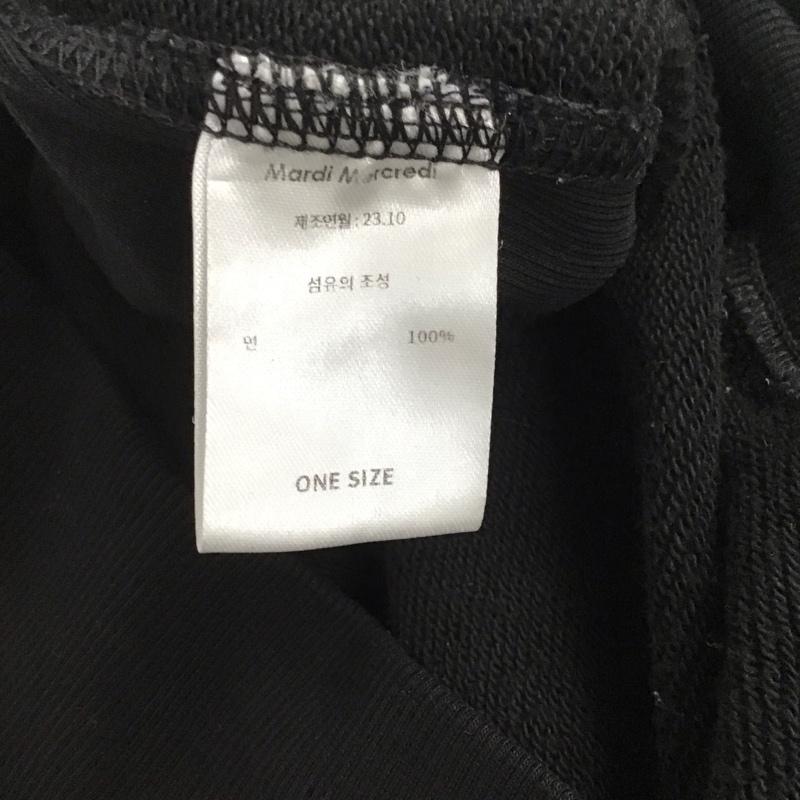 Mardi Mercredi
제조연월 : 23.10
섬유의 조성
면 100%
ONE SIZE